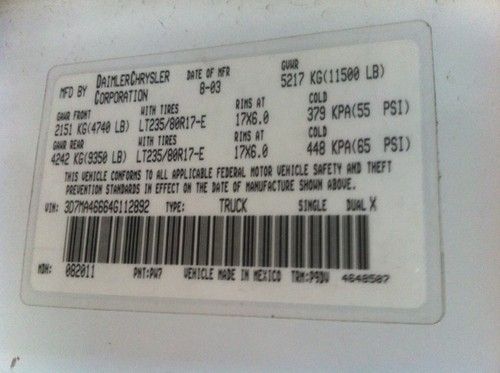 MFD BY DAIMLERCHRYSLER CORPORATION DATE OF MFR 8-03 GVWR 5217 KG(11500 LB)
GAWR FRONT WITH TIRES RIMS AT COLD
2151 KG(4740 LB) LT235/80R17-E 17X6.0 379 KPA(55 PSI)
GAWR REAR WITH TIRES RIMS AT COLD
4242 KG(9350 LB) LT235/80R17-E 17X6.0 448 KPA(65 PSI)
THIS VEHICLE CONFORMS TO ALL APPLICABLE FEDERAL MOTOR VEHICLE SAFETY AND THEFT
PREVENTION STANDARDS IN EFFECT ON THE DATE OF MANUFACTURE SHOWN ABOVE.
VIN: 3D7MA46664G112892 TYPE: TRUCK SINGLE DUAL X
MDH: 082011 PNT:PW7 VEHICLE MADE IN MEXICO TRM:P9DV 4648507